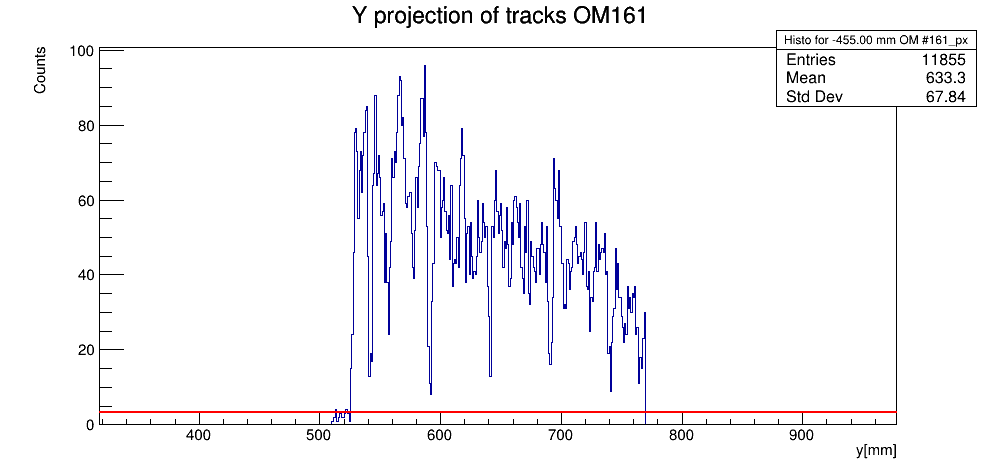 Y projection of tracks OM161
Histo for -455.00 mm OM #161_px
Entries 11855
Mean 633.3
Std Dev 67.84
Counts
100
80
60
40
20
0
400 500 600 700 800 900
y[mm]